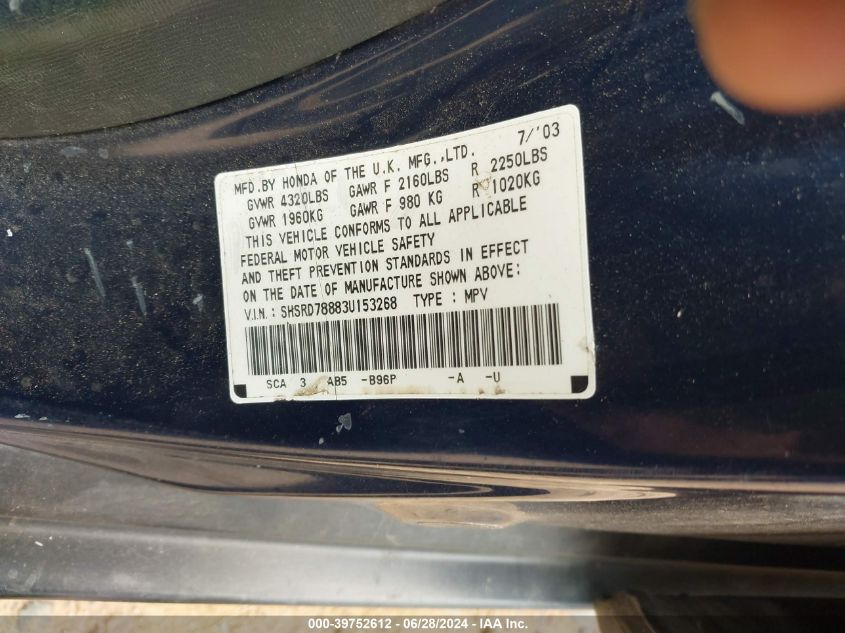 MFD.BY HONDA OF THE U.K. MFG.,LTD. 7/'03
GVWR 4320LBS GAWR F 2160LBS R 2250LBS
GVWR 1960KG GAWR F 980 KG R 1020KG
THIS VEHICLE CONFORMS TO ALL APPLICABLE
FEDERAL MOTOR VEHICLE SAFETY
AND THEFT PREVENTION STANDARDS IN EFFECT
ON THE DATE OF MANUFACTURE SHOWN ABOVE:
V.I.N.: SHSRD78883U153268 TYPE : MPV
SCA 3 AB5 -B96P -A -U
000-39752612 - 06/28/2024 - IAA, Inc.